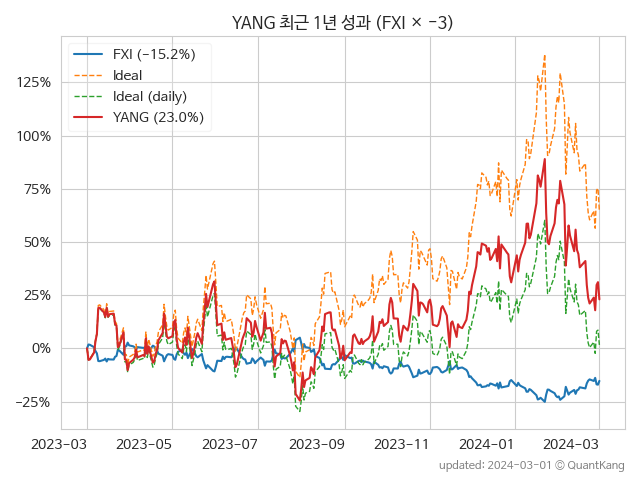 YANG 최근 1년 성과 (FXI × −3)
FXI (−15.2%)
Ideal
Ideal (daily)
YANG (23.0%)
125%
100%
75%
50%
25%
0%
−25%
2023-03 2023-05 2023-07 2023-09 2023-11 2024-01 2024-03
updated: 2024-03-01 © QuantKang